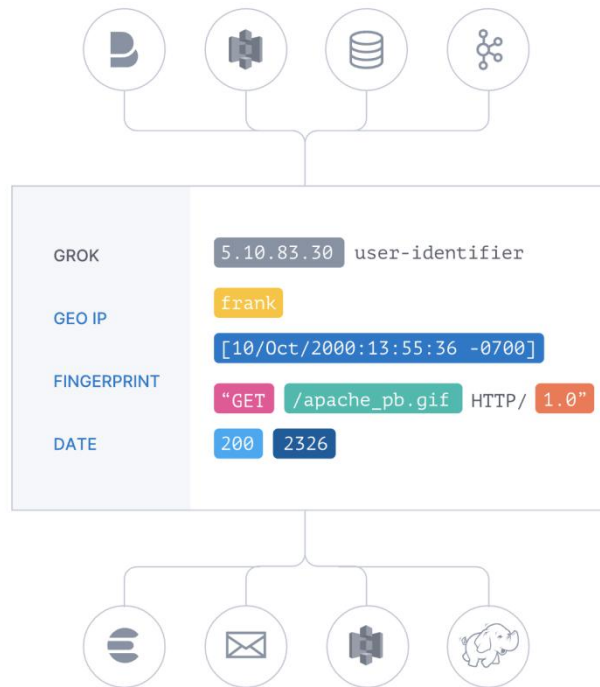 GROK
GEO IP
FINGERPRINT
DATE
5.10.83.30 user-identifier
frank
[10/Oct/2000:13:55:36 -0700]
“GET /apache_pb.gif HTTP/ 1.0”
200 2326